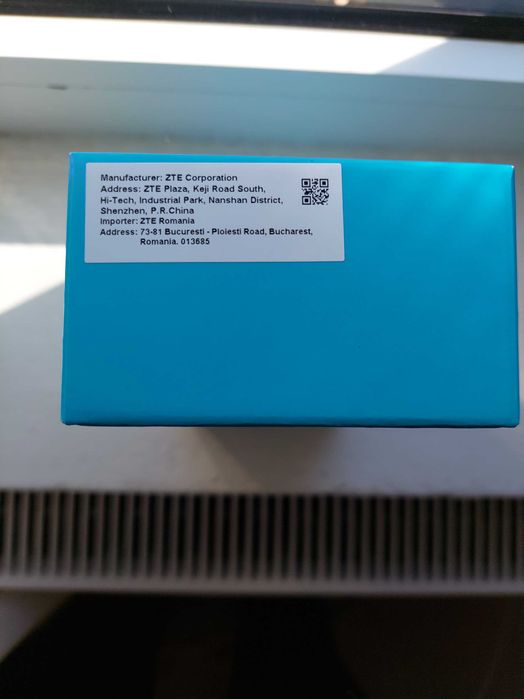 Manufacturer: ZTE Corporation
Address: ZTE Plaza, Keji Road South,
Hi-Tech, Industrial Park, Nanshan District,
Shenzhen, P.R.China
Importer: ZTE Romania
Address: 73-81 Bucuresti - Ploiesti Road, Bucharest,
Romania. 013685